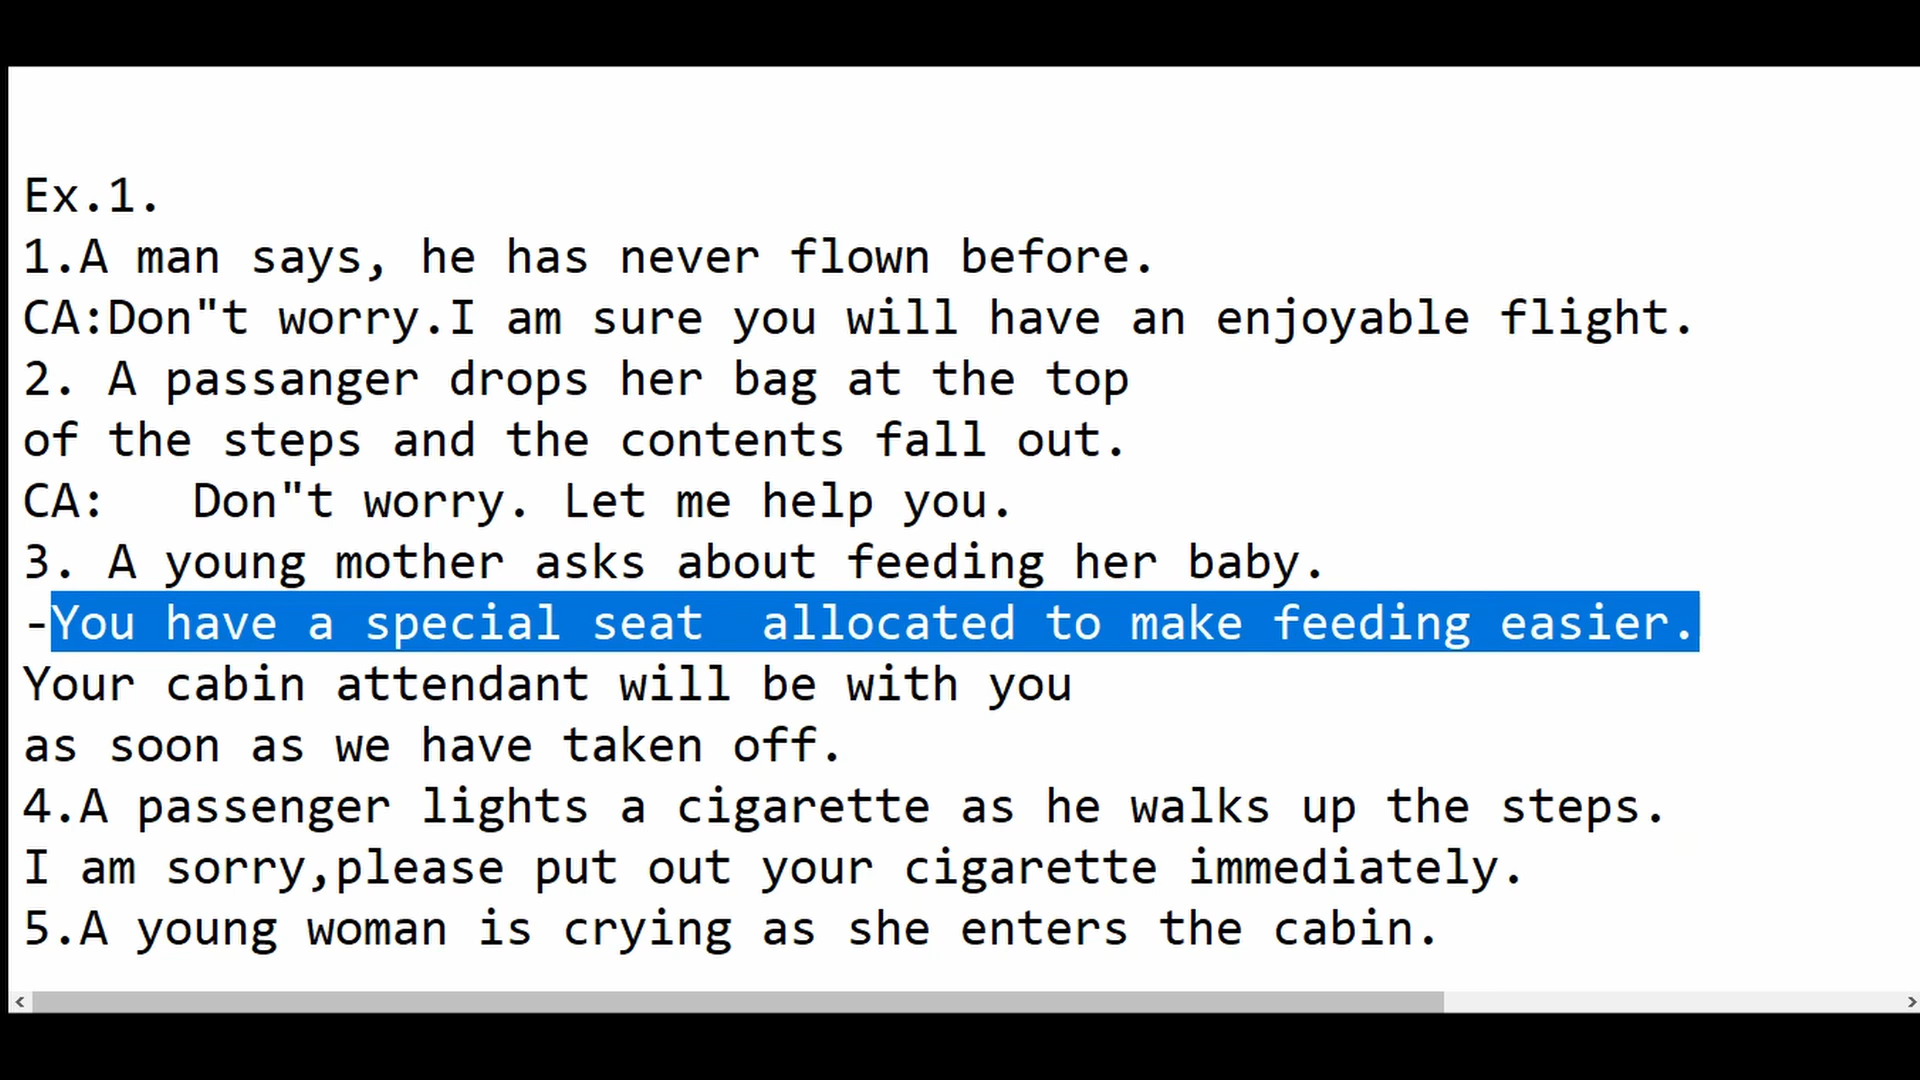 Ex.1.
1.A man says, he has never flown before.
CA:Don"t worry.I am sure you will have an enjoyable flight.
2. A passanger drops her bag at the top
of the steps and the contents fall out.
CA:   Don"t worry. Let me help you.
3. A young mother asks about feeding her baby.
-You have a special seat  allocated to make feeding easier.
Your cabin attendant will be with you
as soon as we have taken off.
4.A passenger lights a cigarette as he walks up the steps.
I am sorry,please put out your cigarette immediately.
5.A young woman is crying as she enters the cabin.